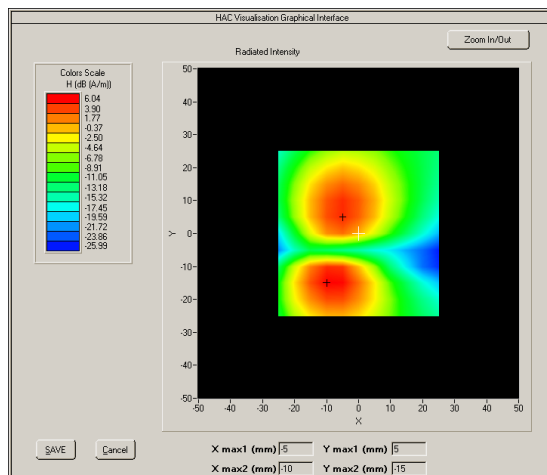 HAC Visualisation Graphical Interface
Zoom In/Out
Radiated Intensity
Colors Scale
H (dB (A/m))
6.04
3.90
1.77
-0.37
-2.50
-4.64
-6.78
-8.91
-11.05
-13.18
-15.32
-17.45
-19.59
-21.72
-23.86
-25.99
50
40
30
20
10
0
-10
-20
-30
-40
-50
Y
-50 -40 -30 -20 -10 0 10 20 30 40 50
X
SAVE
Cancel
X max1 (mm) -5 Y max1 (mm) 5
X max2 (mm) -10 Y max2 (mm) -15